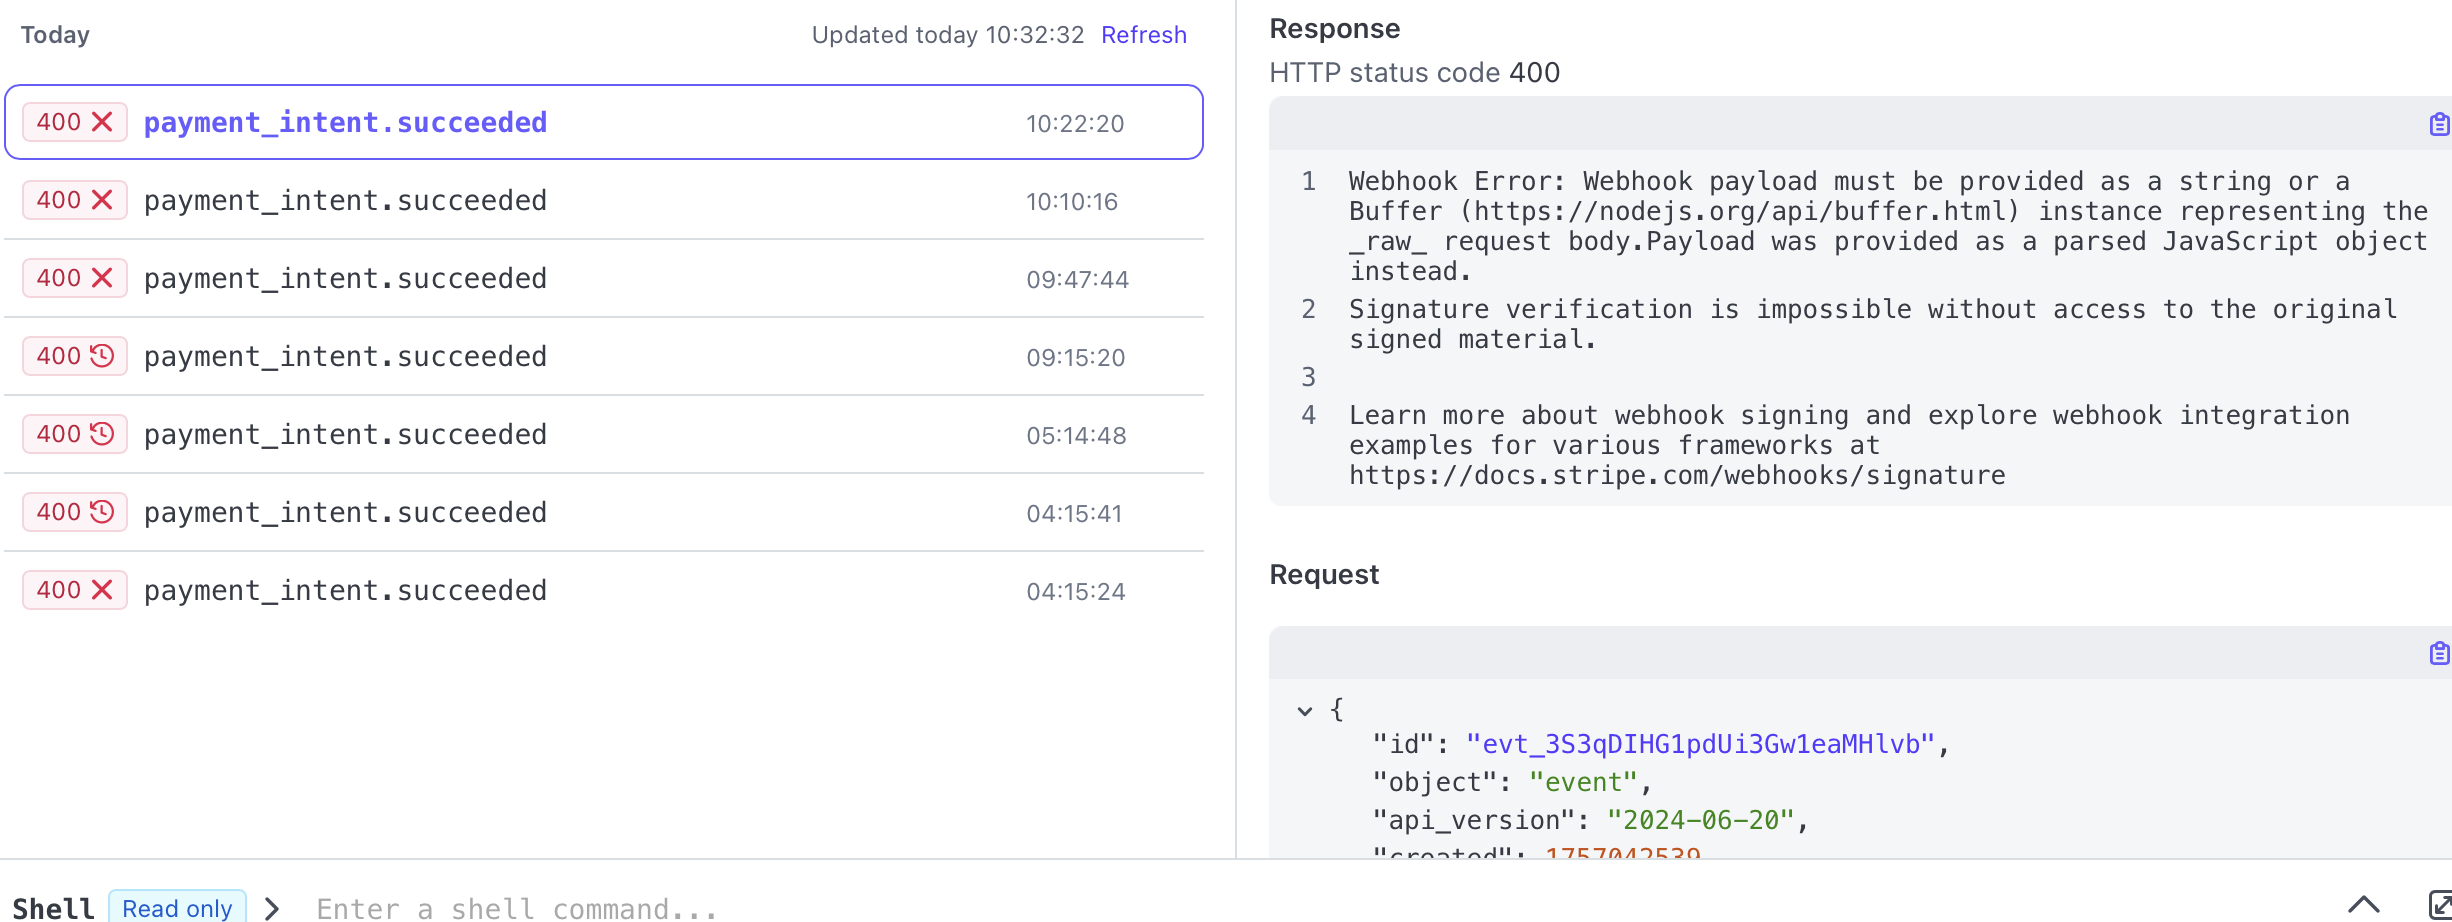 Today
Updated today 10:32:32 Refresh
400 payment_intent.succeeded 10:22:20
400 payment_intent.succeeded 10:10:16
400 payment_intent.succeeded 09:47:44
400 payment_intent.succeeded 09:15:20
400 payment_intent.succeeded 05:14:48
400 payment_intent.succeeded 04:15:41
400 payment_intent.succeeded 04:15:24
Response
HTTP status code 400
1 Webhook Error: Webhook payload must be provided as a string or a
Buffer (https://nodejs.org/api/buffer.html) instance representing the
_raw_ request body.Payload was provided as a parsed JavaScript object
instead.
2 Signature verification is impossible without access to the original
signed material.
3
4 Learn more about webhook signing and explore webhook integration
examples for various frameworks at
https://docs.stripe.com/webhooks/signature
Request
{
"id": "evt_3S3qDIHG1pdUi3Gw1eaMHlvb",
"object": "event",
"api_version": "2024-06-20",
"created": 1757042539
Shell Read only Enter a shell command...